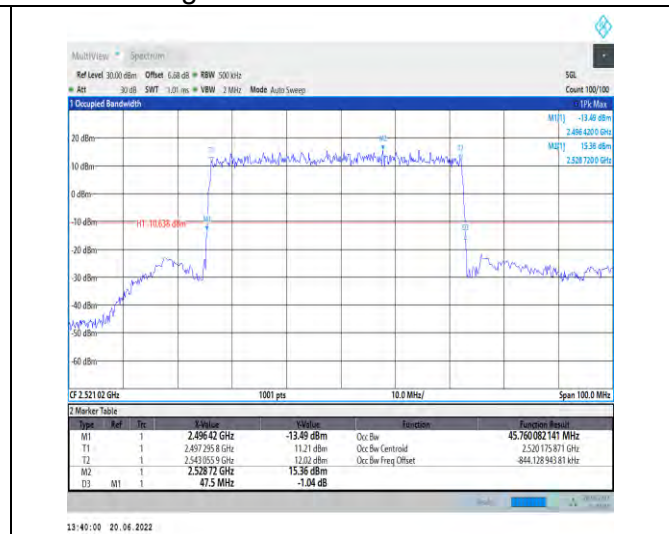 MultiView Spectrum
Ref Level 30.00 dBm Offset 6.68 dB RBW 500 kHz SGL
Att 30 dB SWT 1.01 ms VBW 2 MHz Mode Auto Sweep Count 100/100
1 Occupied Bandwidth 1Pk Max
M1[1] -13.49 dBm
2.496 4200 GHz
M2[1] 15.36 dBm
2.528 7200 GHz
20 dBm
M2
T1
10 dBm
0 dBm
-10 dBm
H1 -10.638 dBm
M1
D3
-20 dBm
-30 dBm
-40 dBm
-50 dBm
-60 dBm
CF 2.521 02 GHz 1001 pts 10.0 MHz/ Span 100.0 MHz
2 Marker Table
Type Ref Trc X-Value Y-Value Function Function Result
M1 1 2.496 42 GHz -13.49 dBm Occ Bw 45.760 082 141 MHz
T1 1 2.497 295 8 GHz 11.21 dBm Occ Bw Centroid 2.520 175 871 GHz
T2 1 2.543 055 9 GHz 12.02 dBm Occ Bw Freq Offset -844.128 943 81 kHz
M2 1 2.528 72 GHz 15.36 dBm
D3 M1 1 47.5 MHz -1.04 dB
13:40:00 20.06.2022